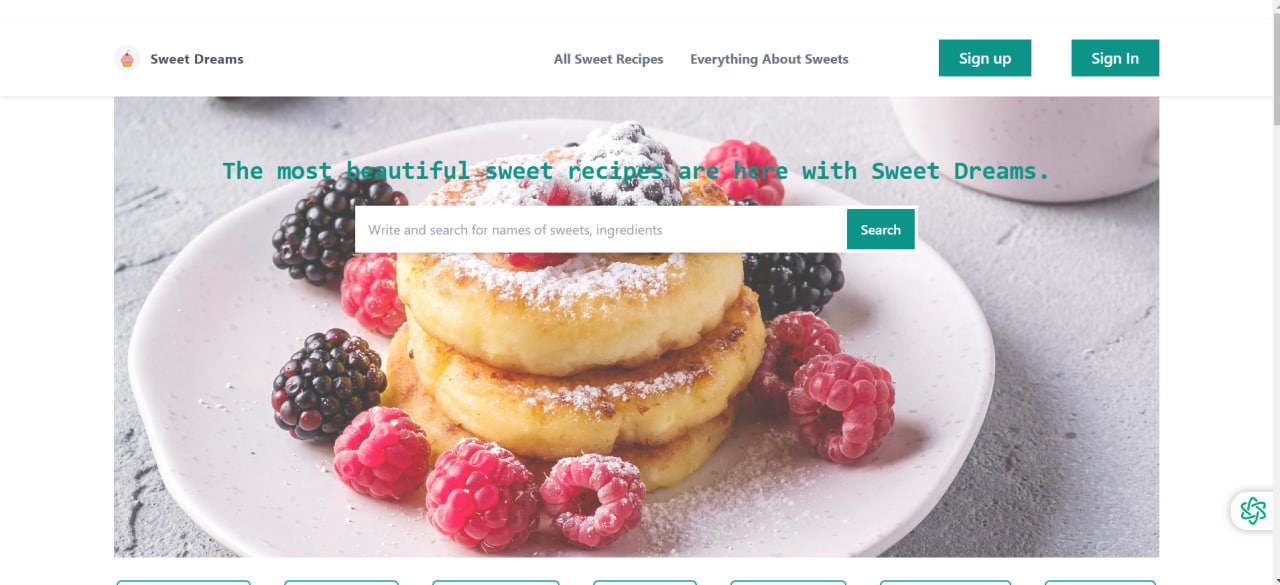 Sweet Dreams
All Sweet Recipes
Everything About Sweets
Sign up
Sign In
The most beautiful sweet recipes are here with Sweet Dreams.
Write and search for names of sweets, ingredients
Search